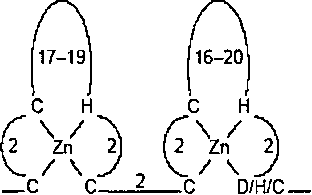 17–19 16–20
C H C H
2 Zn 2 2 Zn 2
C C 2 C D/H/C